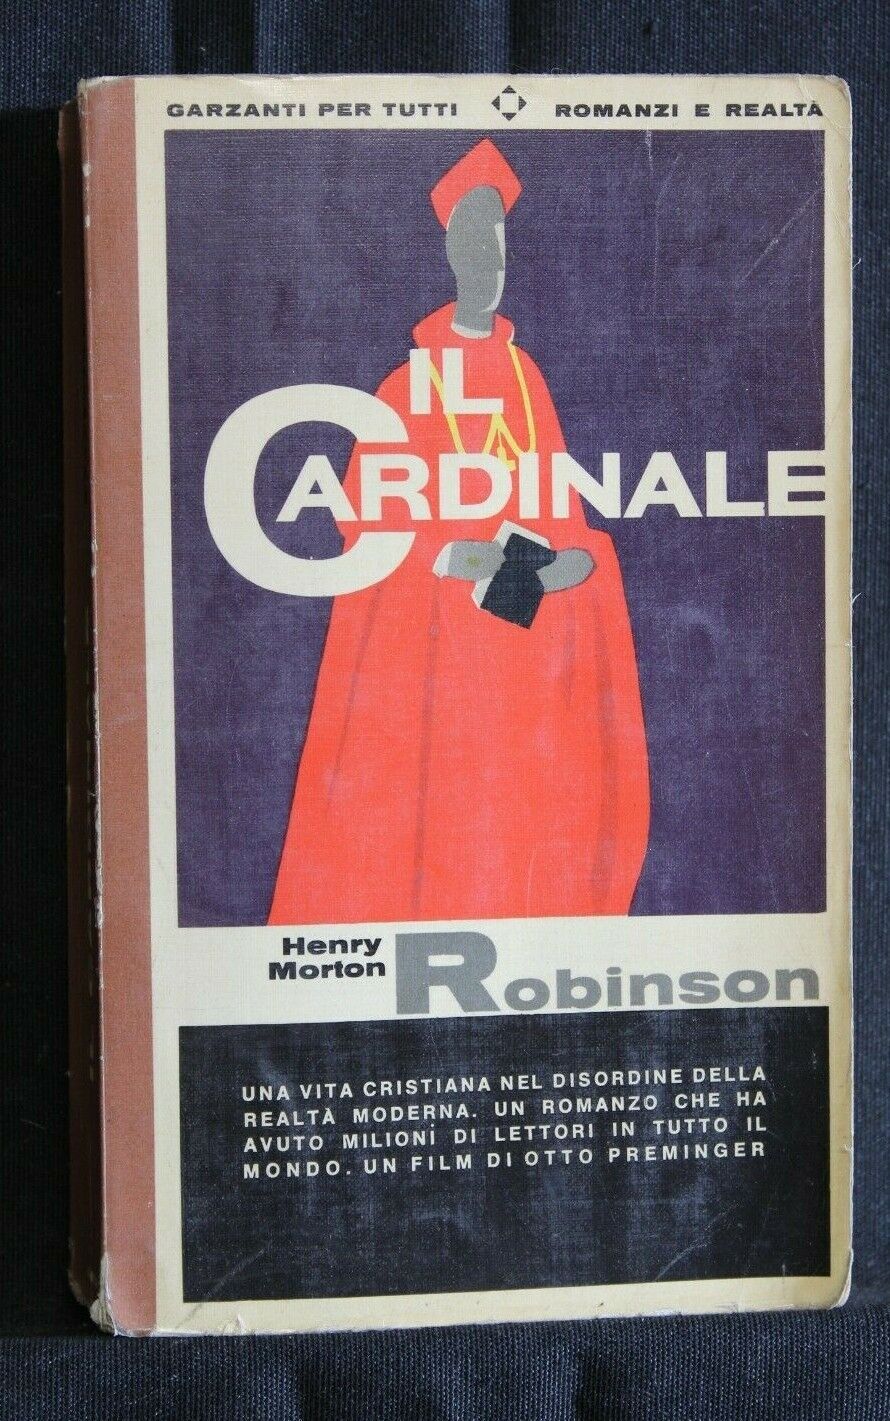 GARZANTI PER TUTTI ROMANZI E REALTÀ
IL
CARDINALE
Henry
Morton
Robinson
UNA VITA CRISTIANA NEL DISORDINE DELLA
REALTÀ MODERNA. UN ROMANZO CHE HA
AVUTO MILIONI DI LETTORI IN TUTTO IL
MONDO. UN FILM DI OTTO PREMINGER